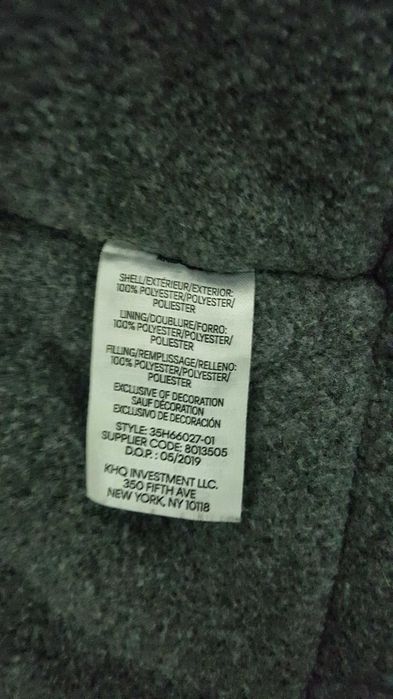 SHELL/EXTÉRIEUR/EXTERIOR:
100% POLYESTER/POLYESTER/
POLIESTER
LINING/DOUBLURE/FORRO:
100% POLYESTER/POLYESTER/
POLIESTER
FILLING/REMPLISSAGE/RELLENO:
100% POLYESTER/POLYESTER/
POLIESTER
EXCLUSIVE OF DECORATION
SAUF DÉCORATION
EXCLUSIVO DE DECORACIÓN
STYLE: 35H66027-01
SUPPLIER CODE: 8013505
D.O.P. : 05/2019
KHQ INVESTMENT LLC.
350 FIFTH AVE
NEW YORK, NY 10118